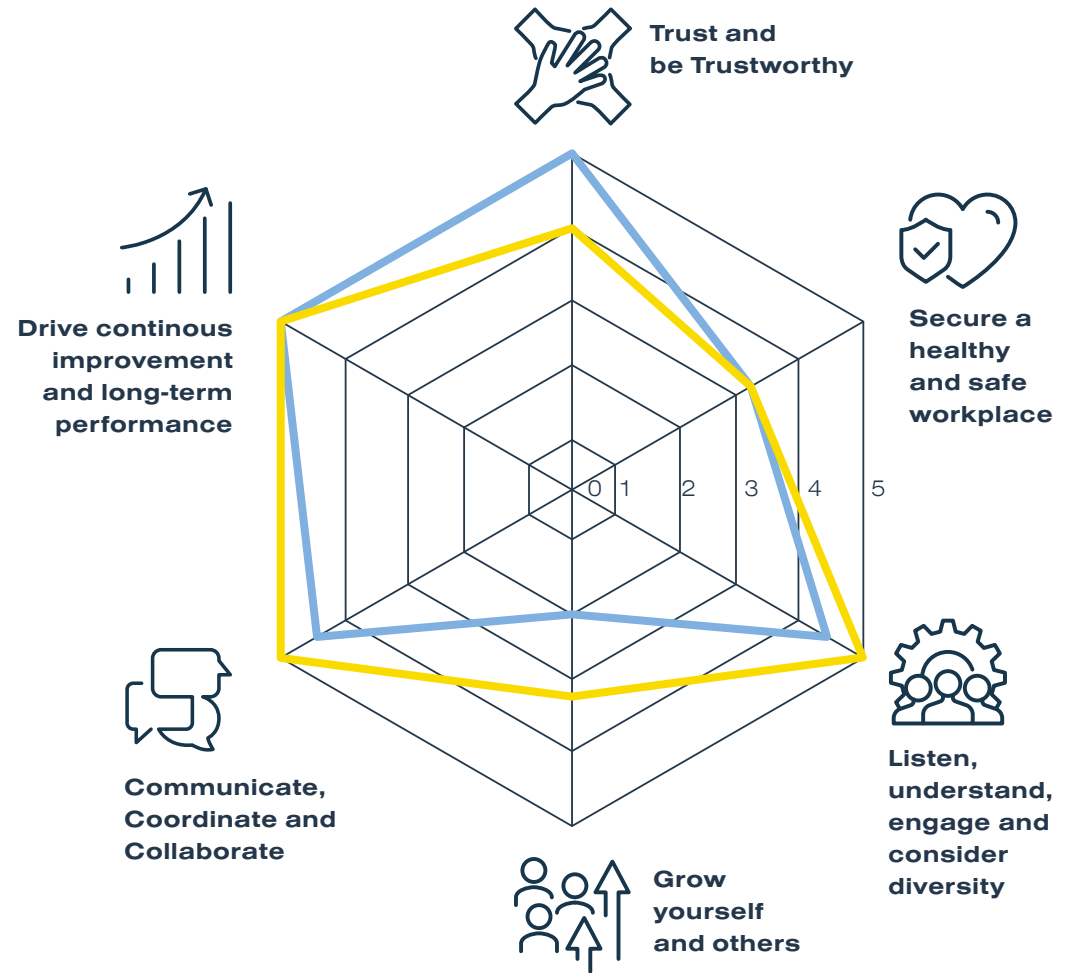 Trust and
be Trustworthy
Secure a
healthy
and safe
workplace
Drive continous
improvement
and long-term
performance
0 1 2 3 4 5
Listen,
understand,
engage and
consider
diversity
Communicate,
Coordinate and
Collaborate
Grow
yourself
and others